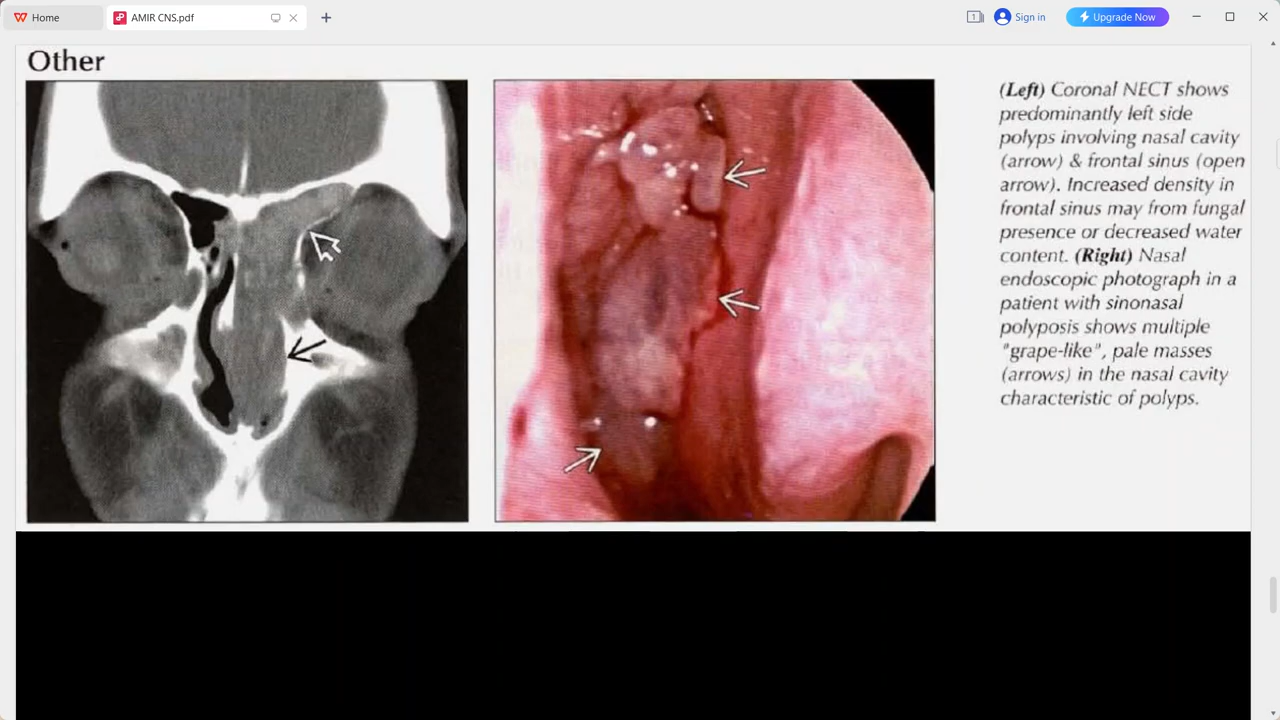 Home
AMIR CNS.pdf
1
Sign in
Upgrade Now
Other
(Left) Coronal NECT shows
predominantly left side
polyps involving nasal cavity
(arrow) & frontal sinus (open
arrow). Increased density in
frontal sinus may from fungal
presence or decreased water
content. (Right) Nasal
endoscopic photograph in a
patient with sinonasal
polyposis shows multiple
"grape-like", pale masses
(arrows) in the nasal cavity
characteristic of polyps.